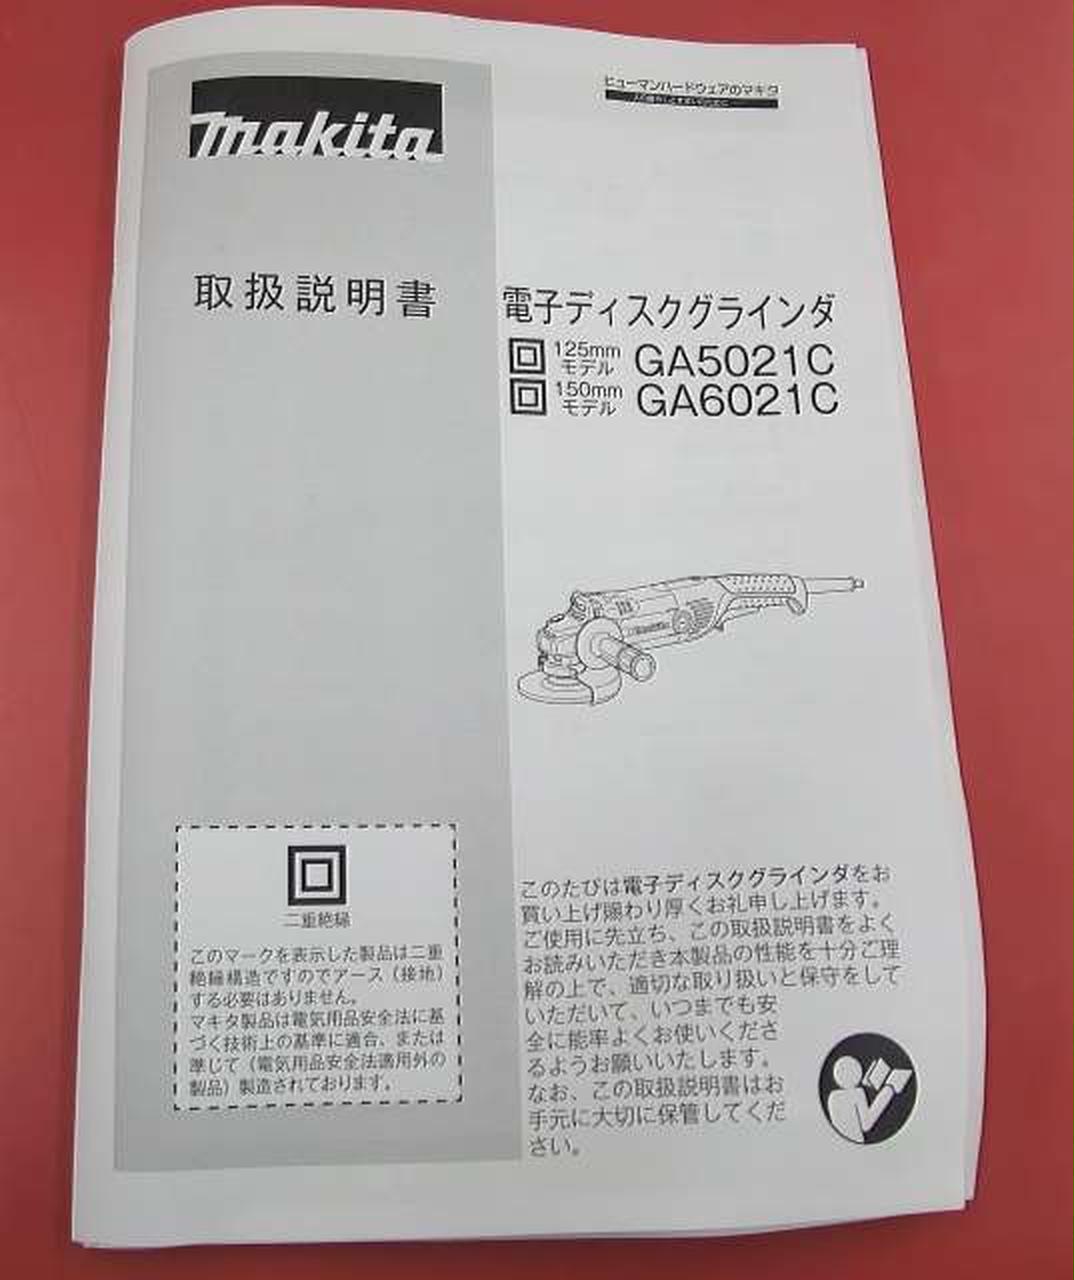 makita
ヒューマンハードウェアのマキタ
取扱説明書
電子ディスクグラインダ
125mm
モデル
GA5021C
150mm
モデル
GA6021C
makita
二重絶縁
このマークを表示した製品は二重
絶縁構造ですのでアース（接地）
する必要はありません。
マキタ製品は電気用品安全法に基
づく技術上の基準に適合、または
準じて（電気用品安全法適用外の
製品）製造されております。
このたびは電子ディスクグラインダをお
買い上げ賜わり厚くお礼申し上げます。
ご使用に先立ち、この取扱説明書をよく
お読みいただき本製品の性能を十分ご理
解の上で、適切な取り扱いと保守をして
いただいて、いつまでも安
全に能率よくお使いくださ
るようお願いいたします。
なお、この取扱説明書はお
手元に大切に保管してくだ
さい。